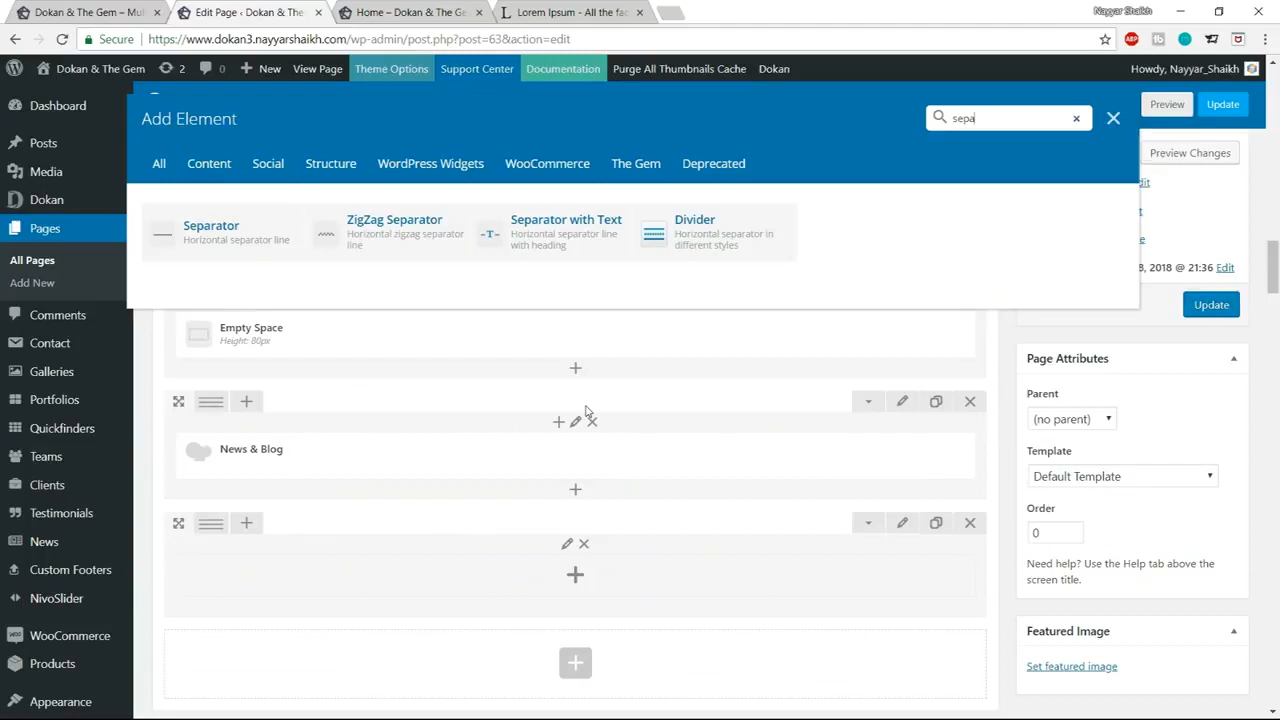 Dokan & The Gem – Mul
Edit Page ‹ Dokan & The
Home – Dokan & The Ge
Lorem Ipsum - All the fac
Nayyar Shaikh
Secure
https://www.dokan3.nayyarshaikh.com/wp-admin/post.php?post=63&action=edit
Dokan & The Gem
2
0
New
View Page
Theme Options
Support Center
Documentation
Purge All Thumbnails Cache
Dokan
Howdy, Nayyar_Shaikh
Dashboard
Posts
Media
Dokan
Pages
All Pages
Add New
Comments
Contact
Galleries
Portfolios
Quickfinders
Teams
Clients
Testimonials
News
Custom Footers
NivoSlider
WooCommerce
Products
Appearance
Add Element
sepa
All
Content
Social
Structure
WordPress Widgets
WooCommerce
The Gem
Deprecated
Separator
Horizontal separator line
ZigZag Separator
Horizontal zigzag separator
line
Separator with Text
Horizontal separator line
with heading
Divider
Horizontal separator in
different styles
Empty Space
Height: 80px
News & Blog
Preview
Update
Preview Changes
8, 2018 @ 21:36 Edit
Update
Page Attributes
Parent
(no parent)
Template
Default Template
Order
0
Need help? Use the Help tab above the
screen title.
Featured Image
Set featured image